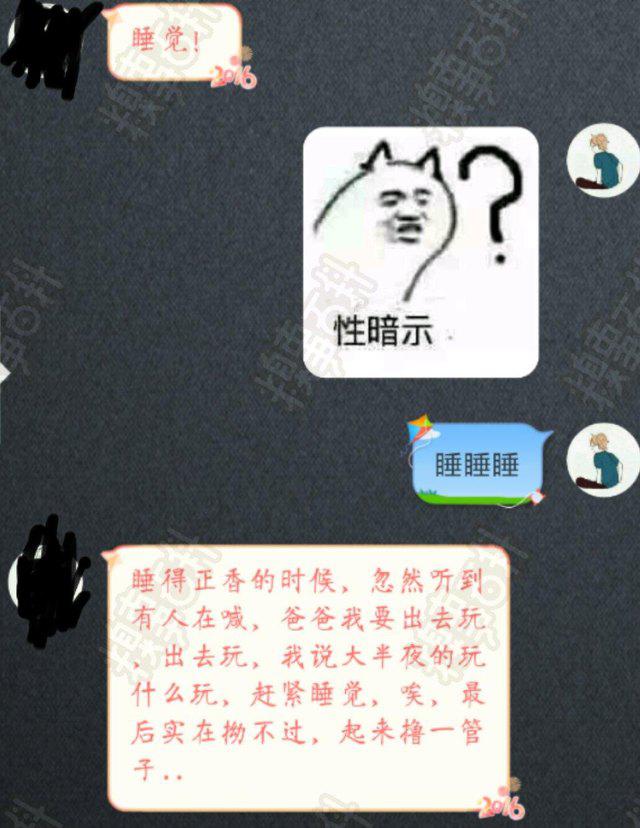 睡觉!
2016
?
性暗示
睡睡睡
睡得正香的时候,忽然听到
有人在喊,爸爸我要出去玩
,出去玩,我说大半夜的玩
什么玩,赶紧睡觉,唉,最
后实在拗不过,起来撸一管
子..
2016